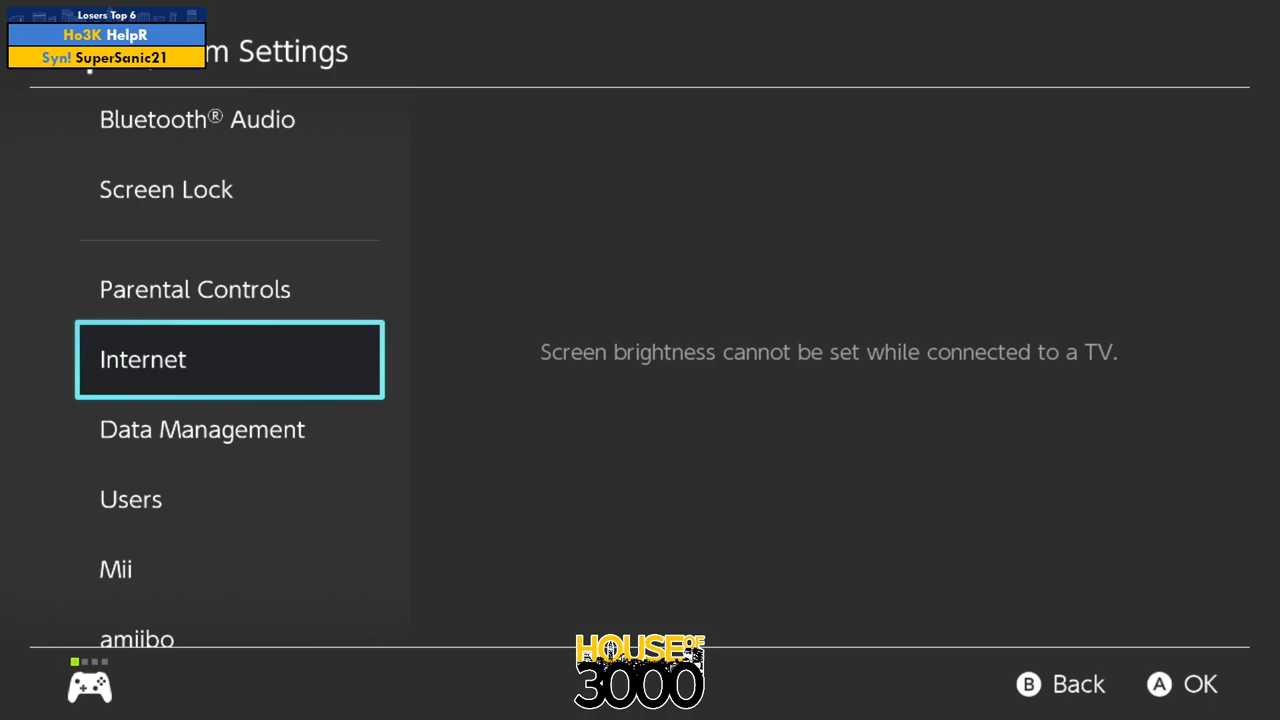 Losers Top 6
Ho3K HelpR
Syn! SuperSanic21
m Settings
Bluetooth® Audio
Screen Lock
Parental Controls
Internet
Screen brightness cannot be set while connected to a TV.
Data Management
Users
Mii
amiibo
HOUSE OF
3000
B Back
A OK